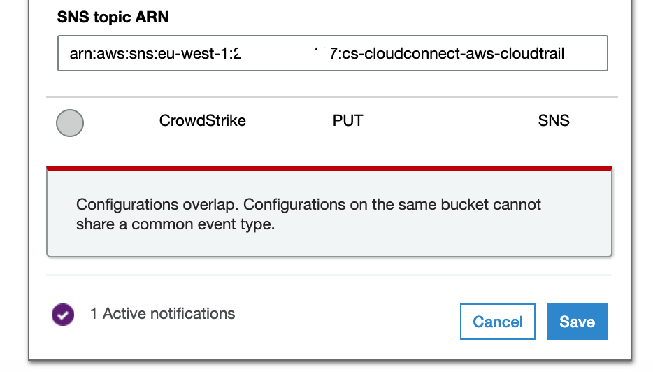 SNS topic ARN
arn:aws:sns:eu-west-1:2 7:cs-cloudconnect-aws-cloudtrail
CrowdStrike PUT SNS
Configurations overlap. Configurations on the same bucket cannot
share a common event type.
1 Active notifications
Cancel Save